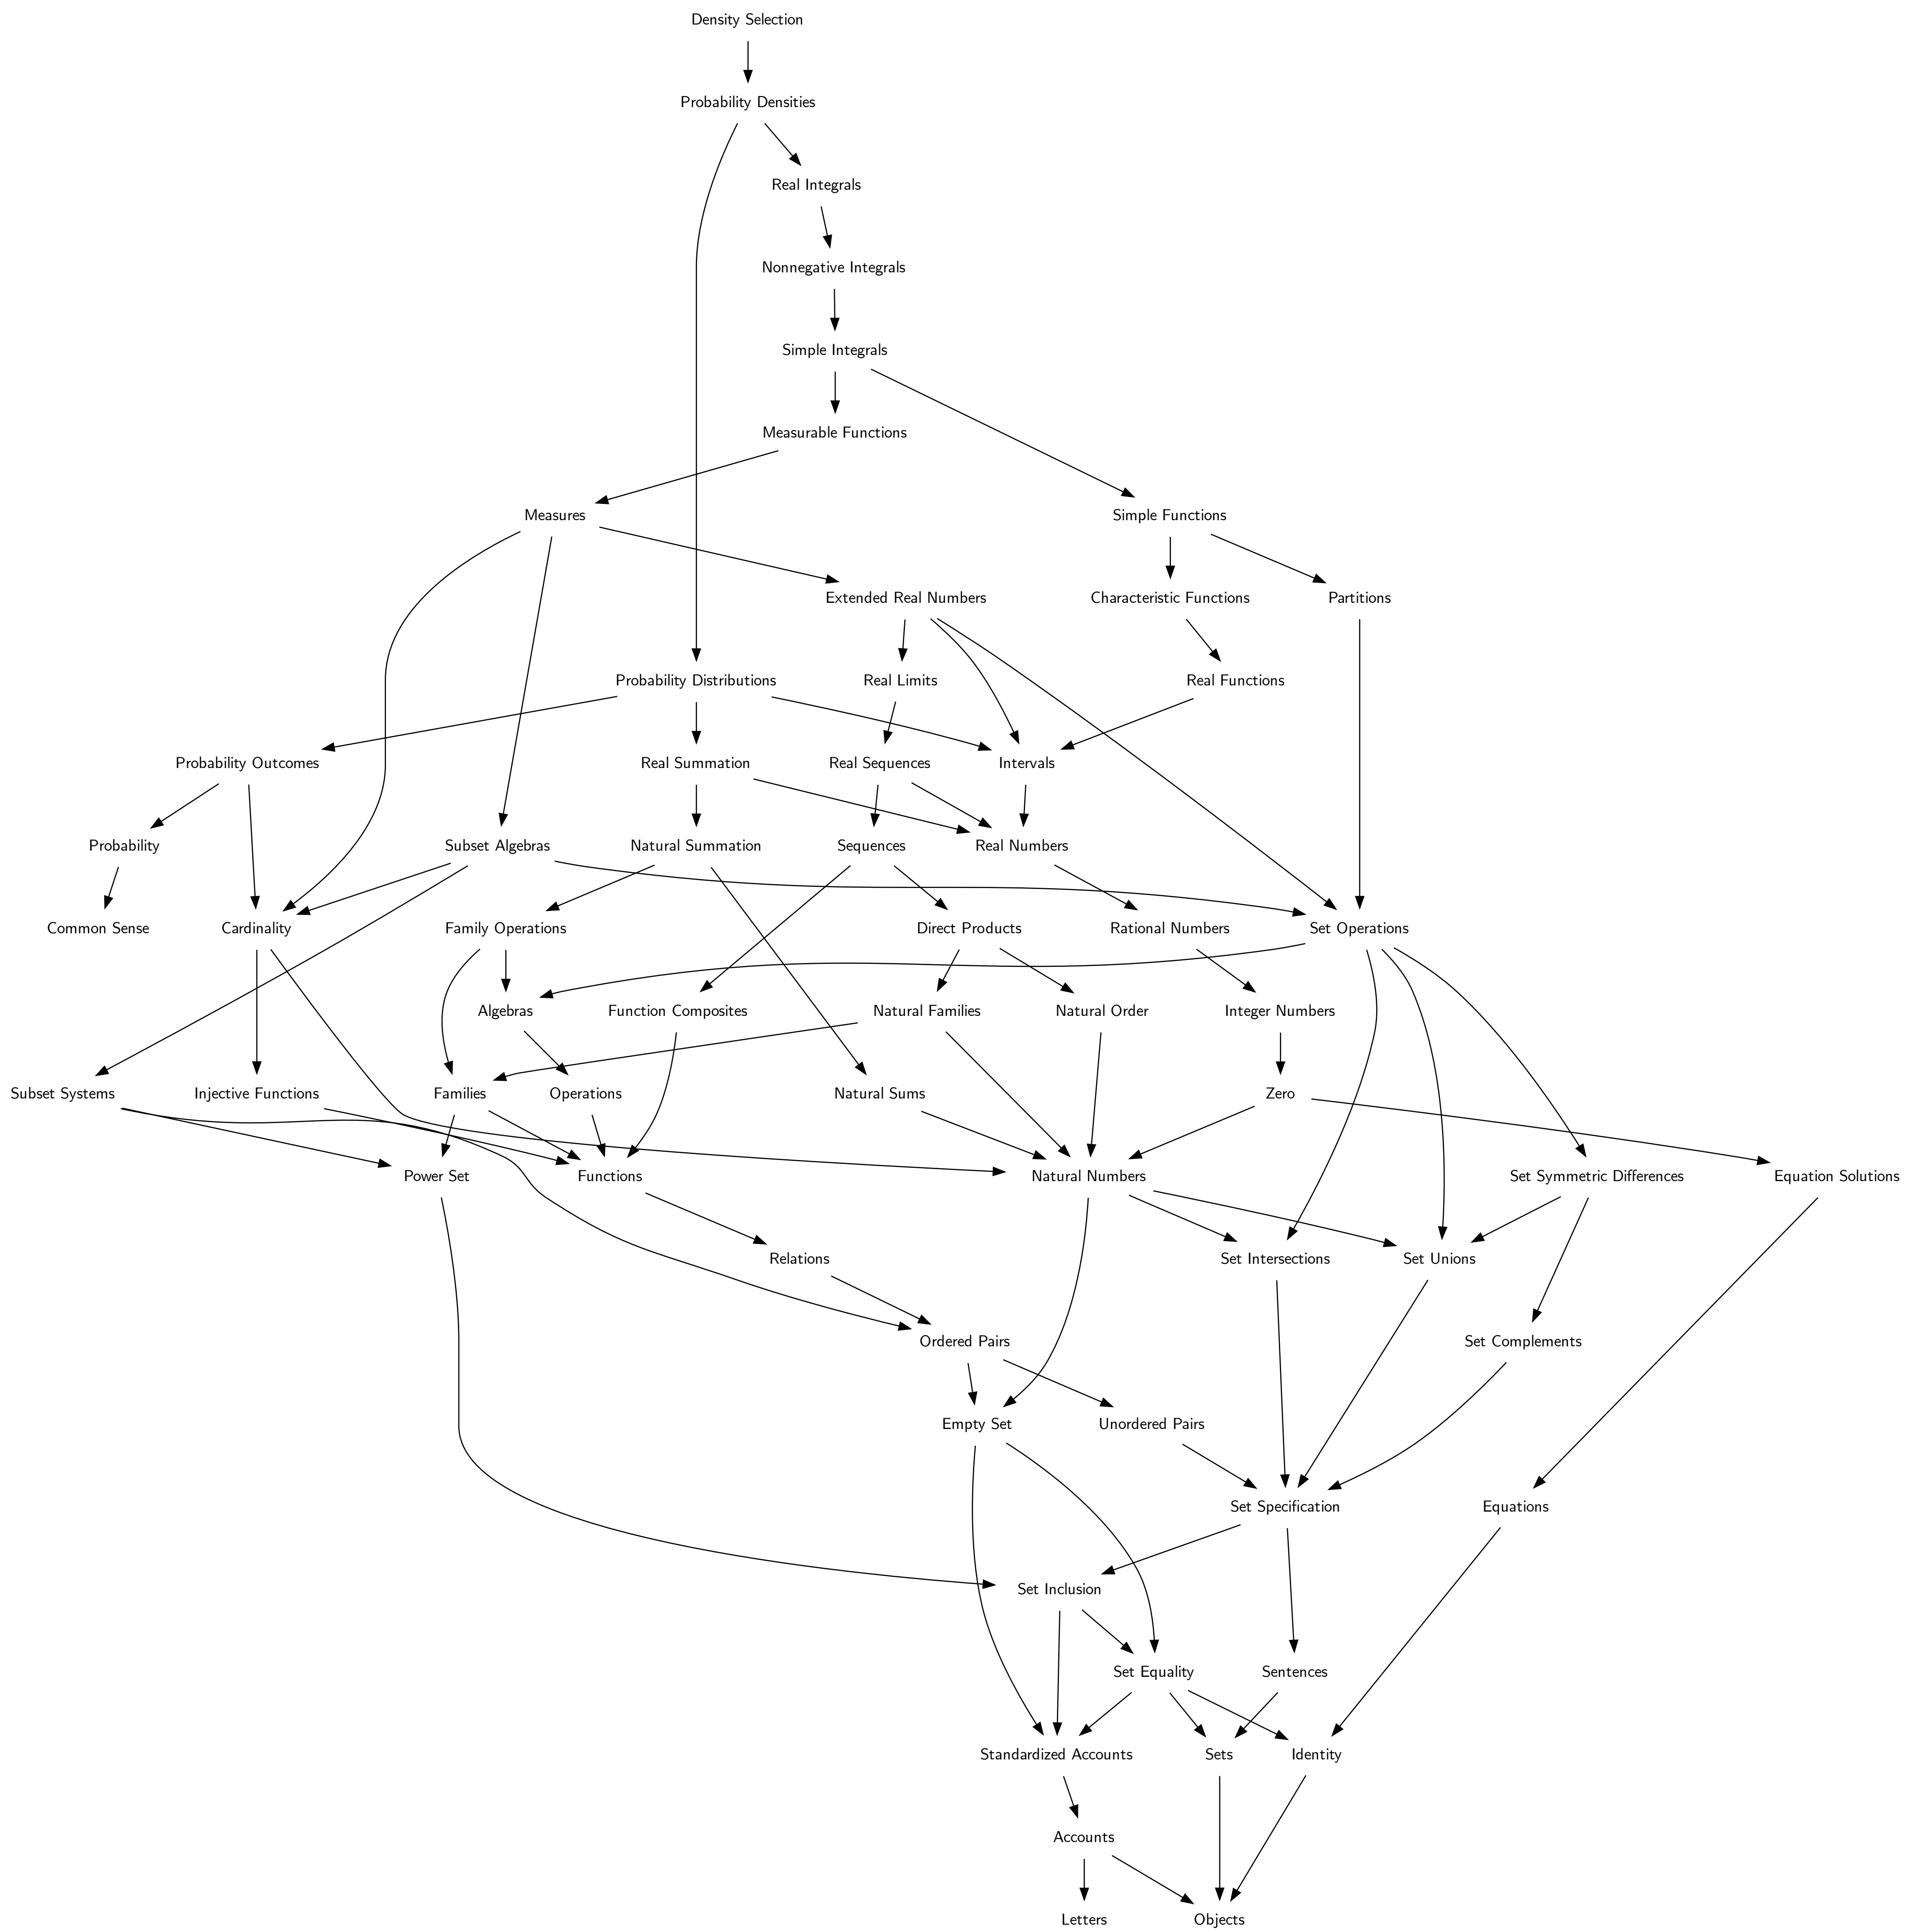 Density Selection
Probability Densities
Real Integrals
Nonnegative Integrals
Simple Integrals
Measurable Functions
Measures
Simple Functions
Extended Real Numbers
Characteristic Functions
Partitions
Probability Distributions
Real Limits
Real Functions
Probability Outcomes
Real Summation
Real Sequences
Intervals
Probability
Subset Algebras
Natural Summation
Sequences
Real Numbers
Common Sense
Cardinality
Family Operations
Direct Products
Rational Numbers
Set Operations
Algebras
Function Composites
Natural Families
Natural Order
Integer Numbers
Subset Systems
Injective Functions
Families
Operations
Natural Sums
Zero
Power Set
Functions
Natural Numbers
Set Symmetric Differences
Equation Solutions
Relations
Set Intersections
Set Unions
Ordered Pairs
Set Complements
Empty Set
Unordered Pairs
Set Specification
Equations
Set Inclusion
Set Equality
Sentences
Standardized Accounts
Sets
Identity
Accounts
Letters
Objects